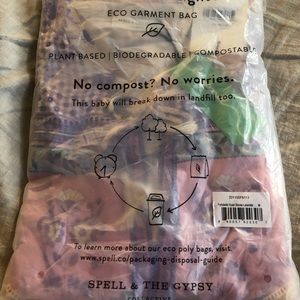 ECO GARMENT BAG
PLANT BASED | BIODEGRADABLE | COMPOSTABLE
No compost? No worries.
This baby will break down in landfill too.
To learn more about our eco poly bags, visit.
www.spell.co/packaging-disposal-guide
SPELL & THE GYPSY